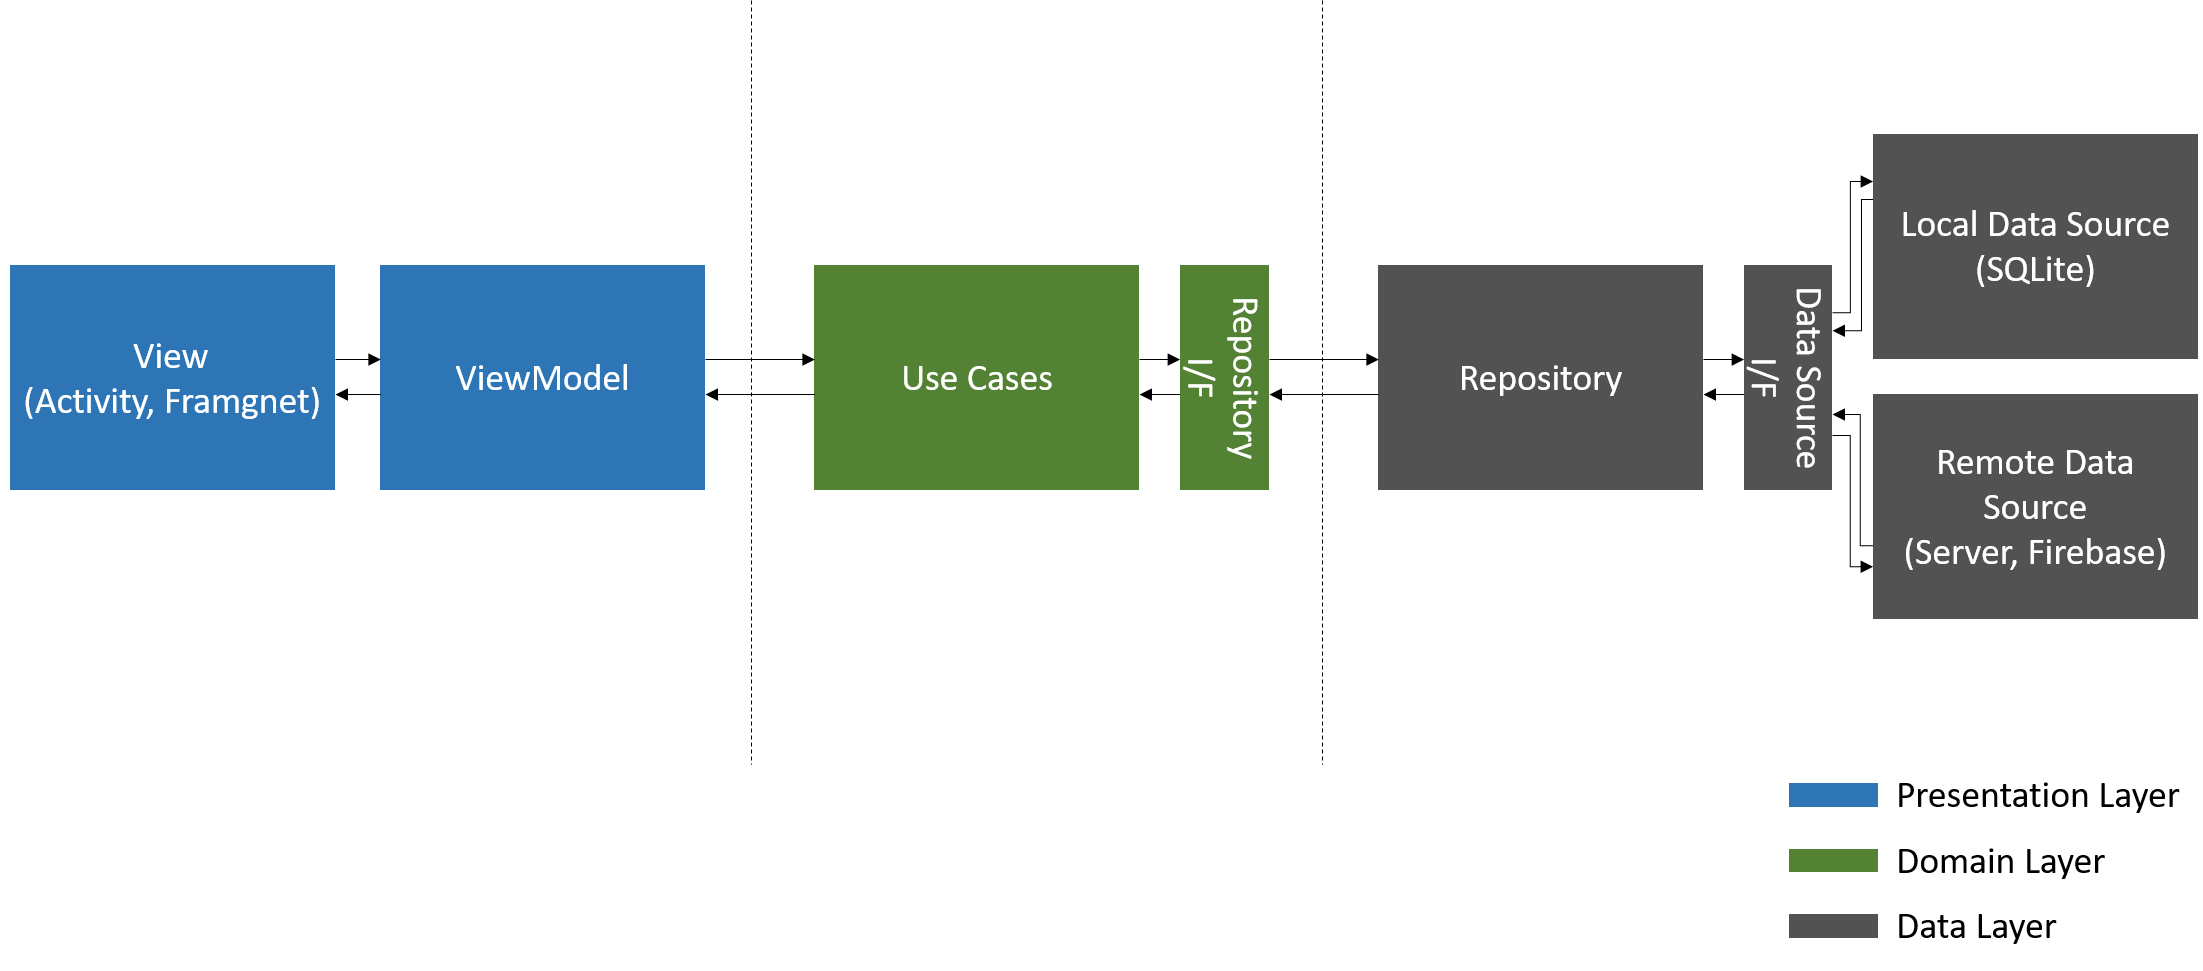 View
(Activity, Framgnet)
ViewModel
Use Cases
Repository
I/F
Repository
Data Source
I/F
Local Data Source
(SQLite)
Remote Data
Source
(Server, Firebase)
Presentation Layer
Domain Layer
Data Layer